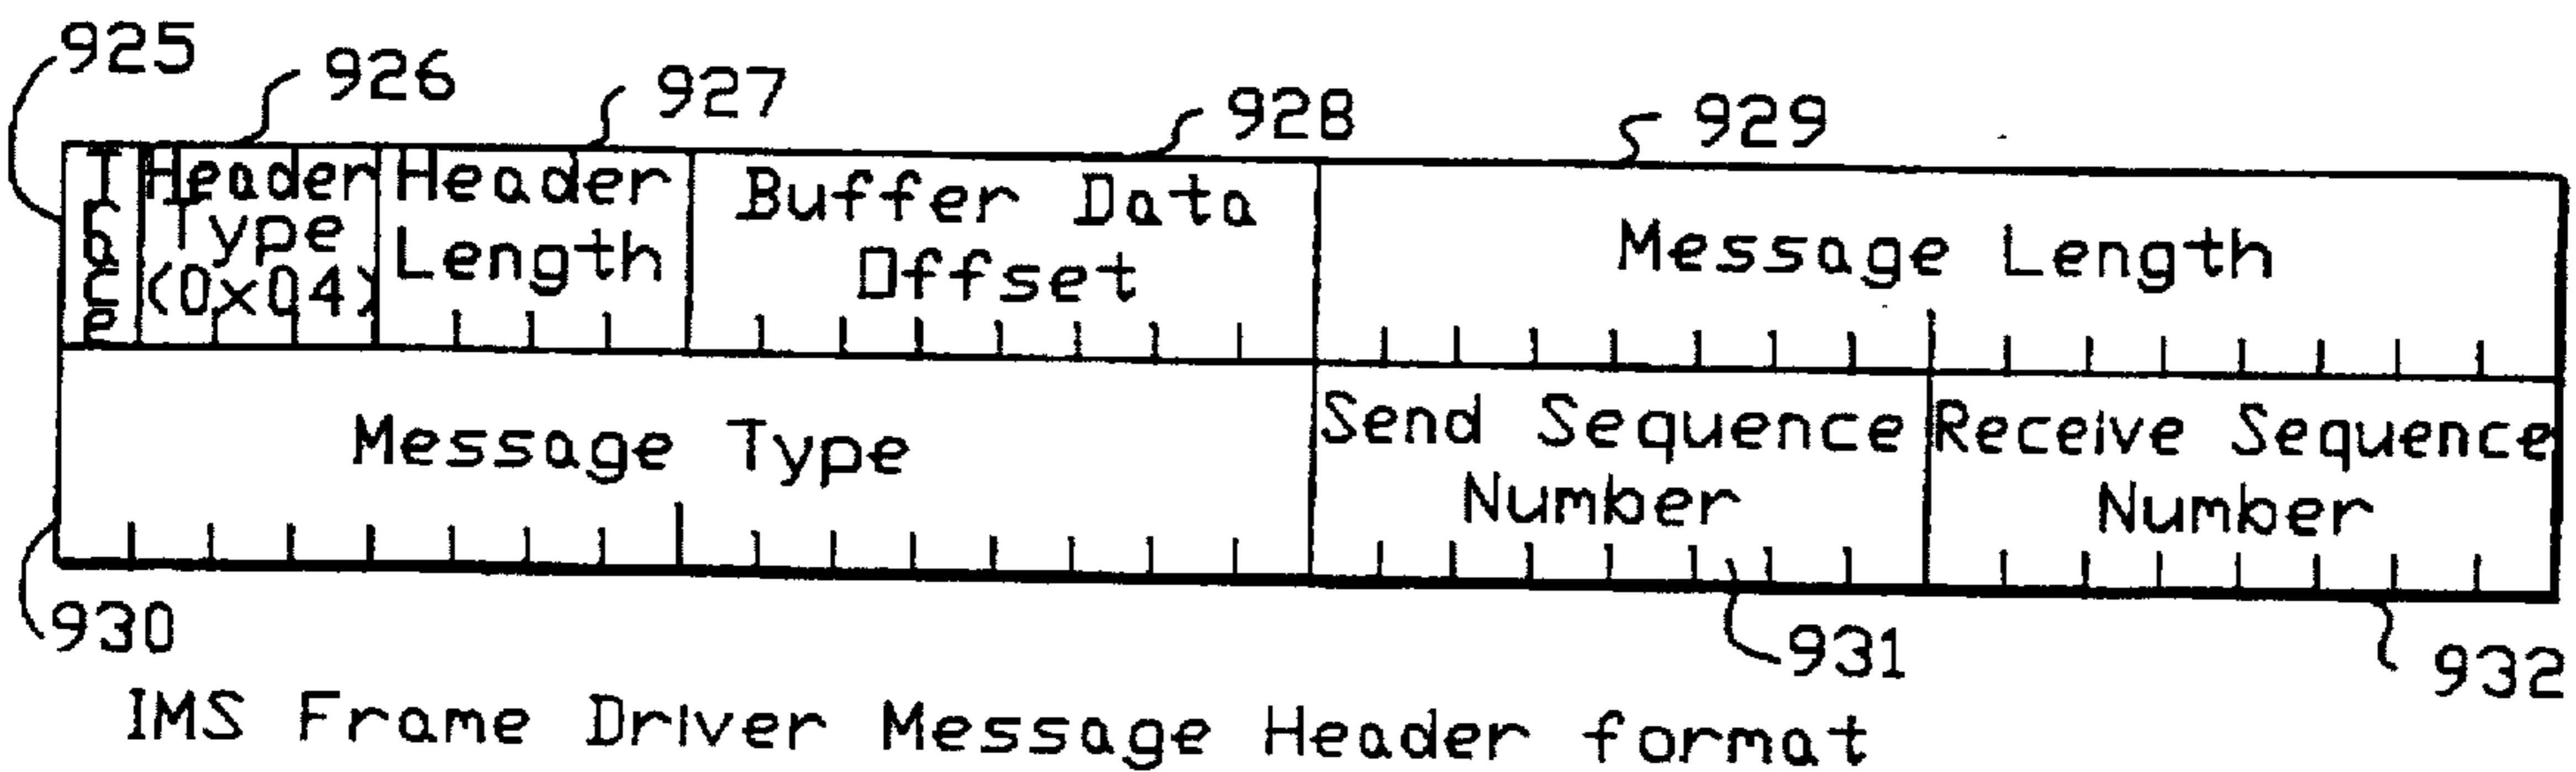 925
926
927
928
929
Trace
Header
Type
(0x04)
Header
Length
Buffer Data
Offset
Message Length
Message Type
Send Sequence
Number
Receive Sequence
Number
930
931
932
IMS Frame Driver Message Header format